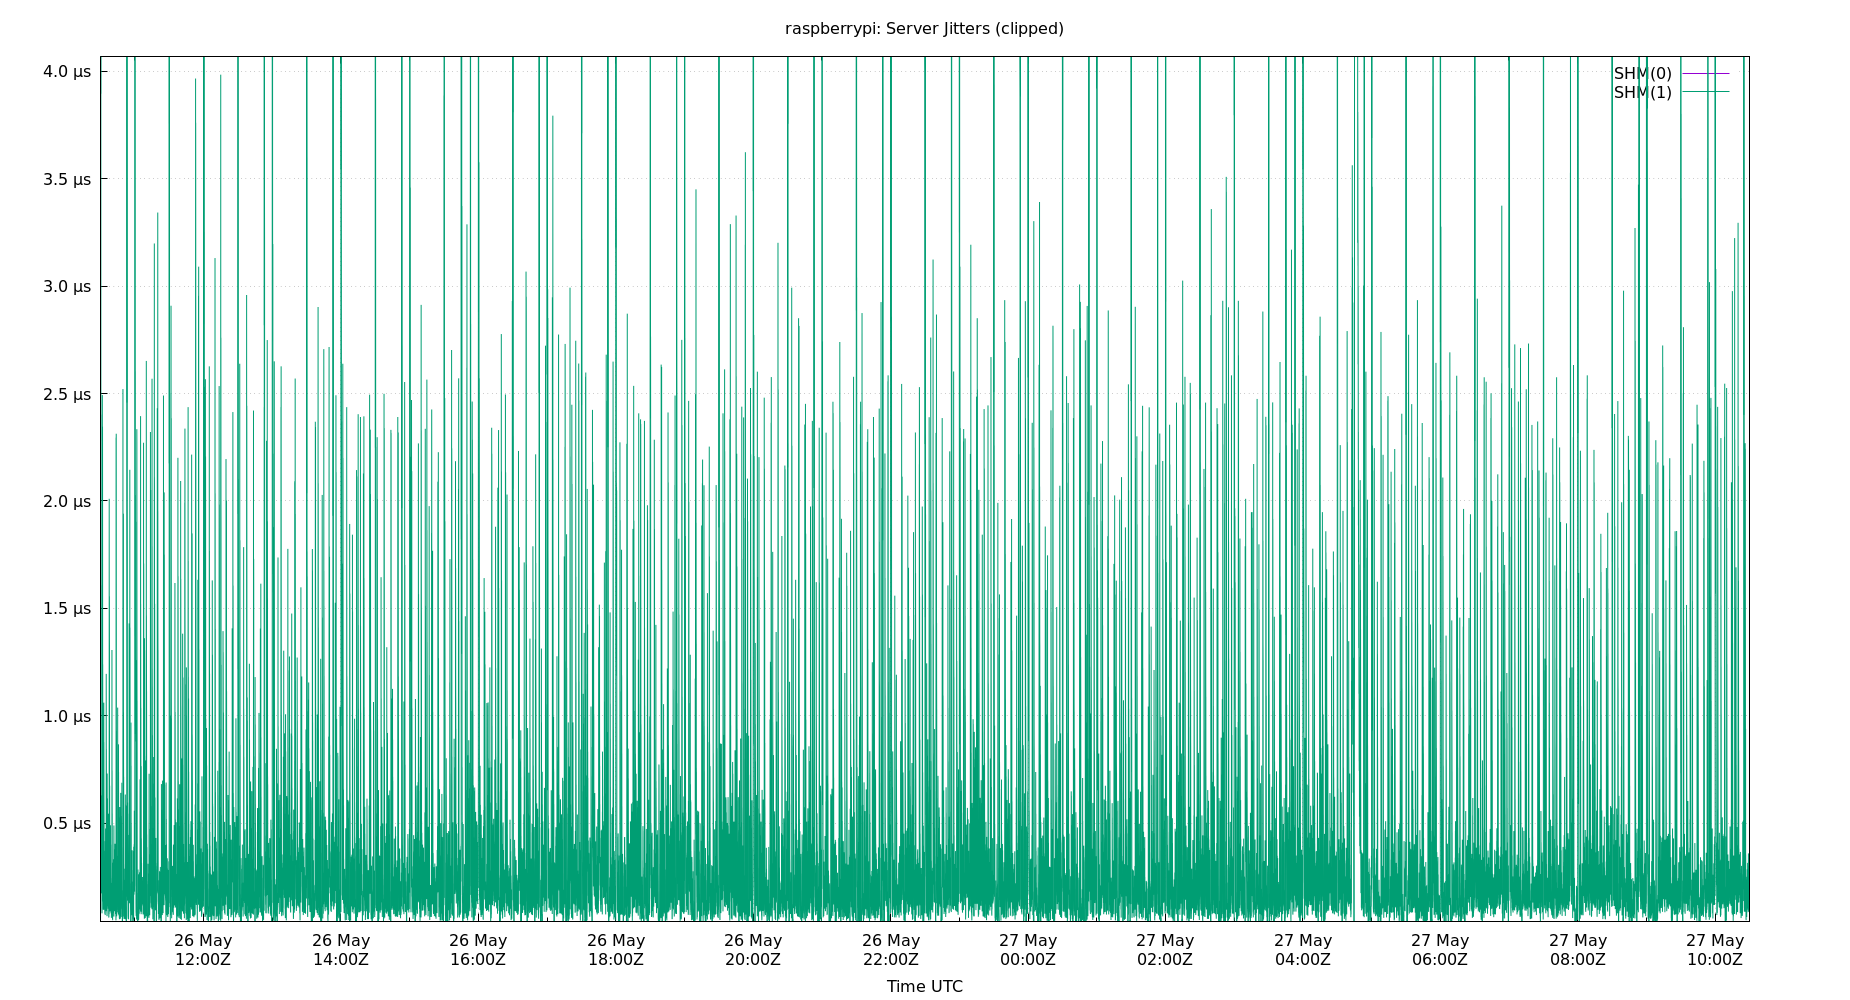 raspberrypi: Server Jitters (clipped)
4.0 µs
3.5 µs
3.0 µs
2.5 µs
2.0 µs
1.5 µs
1.0 µs
0.5 µs
SHM(0)
SHM(1)
26 May 26 May 26 May 26 May 26 May 26 May 27 May 27 May 27 May 27 May 27 May 27 May
12:00Z 14:00Z 16:00Z 18:00Z 20:00Z 22:00Z 00:00Z 02:00Z 04:00Z 06:00Z 08:00Z 10:00Z
Time UTC